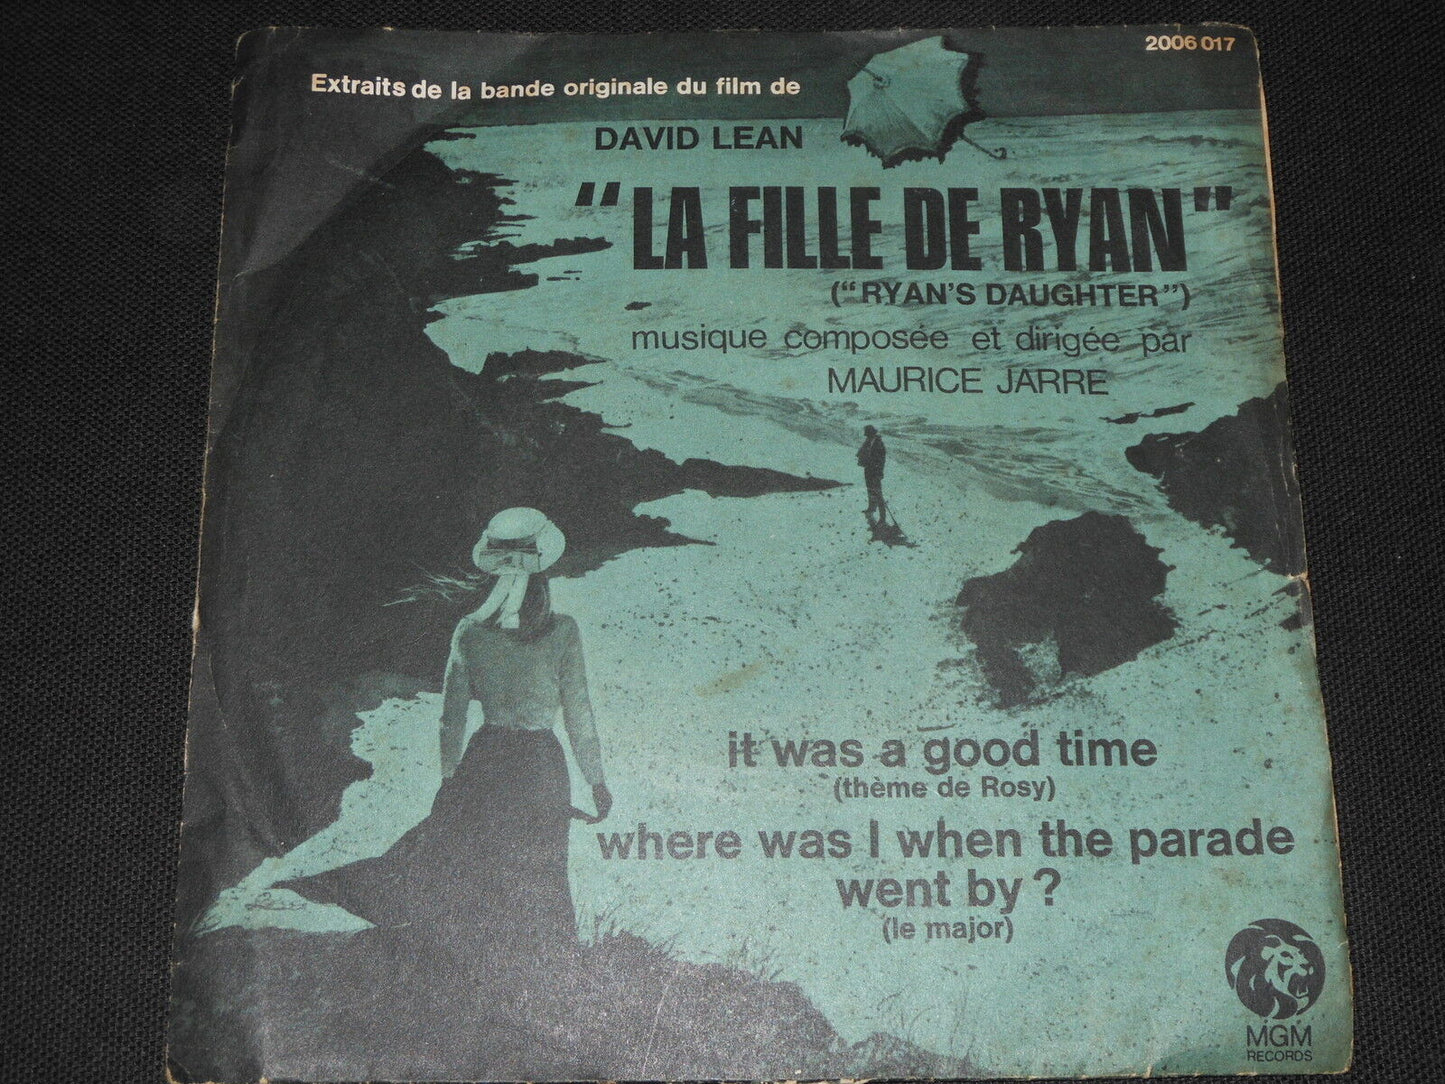 2006 017
Extraits de la bande originale du film de
DAVID LEAN
"LA FILLE DE RYAN"
("RYAN'S DAUGHTER")
musique composée et dirigée par
MAURICE JARRE
it was a good time
(thème de Rosy)
where was I when the parade
went by ?
(le major)
MGM
RECORDS